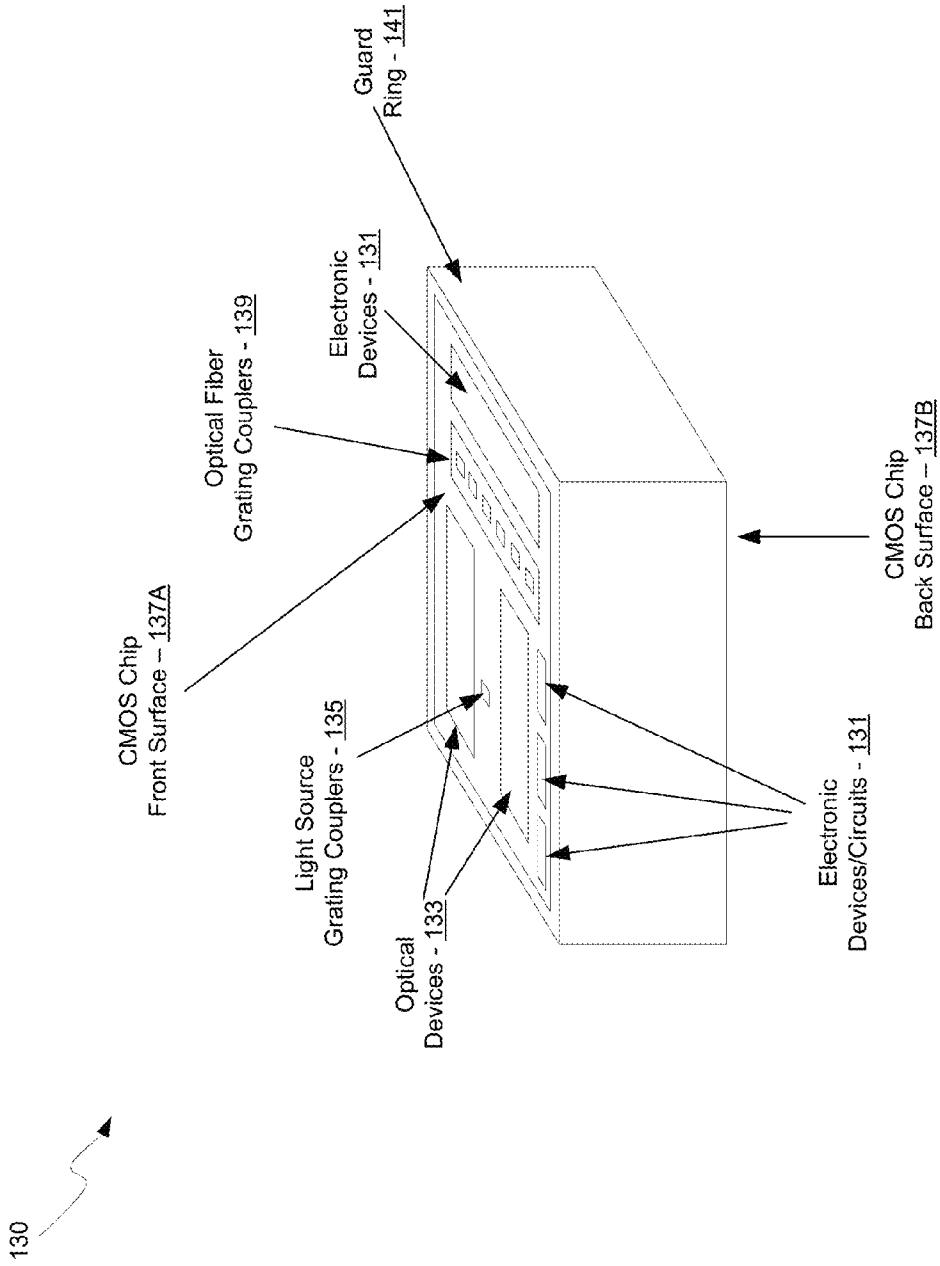 130
CMOS Chip
Front Surface – 137A
Optical Fiber
Grating Couplers - 139
Electronic
Devices - 131
Guard
Ring - 141
Light Source
Grating Couplers - 135
Optical
Devices - 133
Electronic
Devices/Circuits - 131
CMOS Chip
Back Surface – 137B